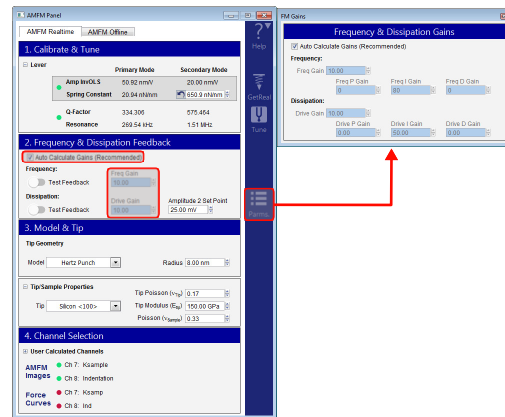 AMFM Panel
AMFM Realtime AMFM Offline
1. Calibrate & Tune
Lever
Primary Mode Secondary Mode
Amp InvOLS 50.92 nm/V 20.00 nm/V
Spring Constant 20.94 nN/nm 650.9 nN/nm
Q-Factor 334.306 575.464
Resonance 269.54 kHz 1.51 MHz
2. Frequency & Dissipation Feedback
Auto Calculate Gains (Recommended)
Frequency: Freq Gain
Test Feedback 10.00
Dissipation: Drive Gain Amplitude 2 Set Point
Test Feedback 10.00 25.00 mV
3. Model & Tip
Tip Geometry
Model Hertz Punch Radius 8.00 nm
Tip/Sample Properties
Tip Poisson (vTip) 0.17
Tip Silicon <100> Tip Modulus (ETip) 150.00 GPa
Poisson (vSample) 0.33
4. Channel Selection
User Calculated Channels
AMFM Images
Ch 7: Ksample
Ch 8: Indentation
Force Curves
Ch 7: Ksamp
Ch 8: Ind
?
Help
GetReal
Tune
Parms
FM Gains
Frequency & Dissipation Gains
Auto Calculate Gains (Recommended)
Frequency:
Freq Gain 10.00
Freq P Gain Freq I Gain Freq D Gain
0 80 0
Dissipation:
Drive Gain 10.00
Drive P Gain Drive I Gain Drive D Gain
0.00 50.00 0.00